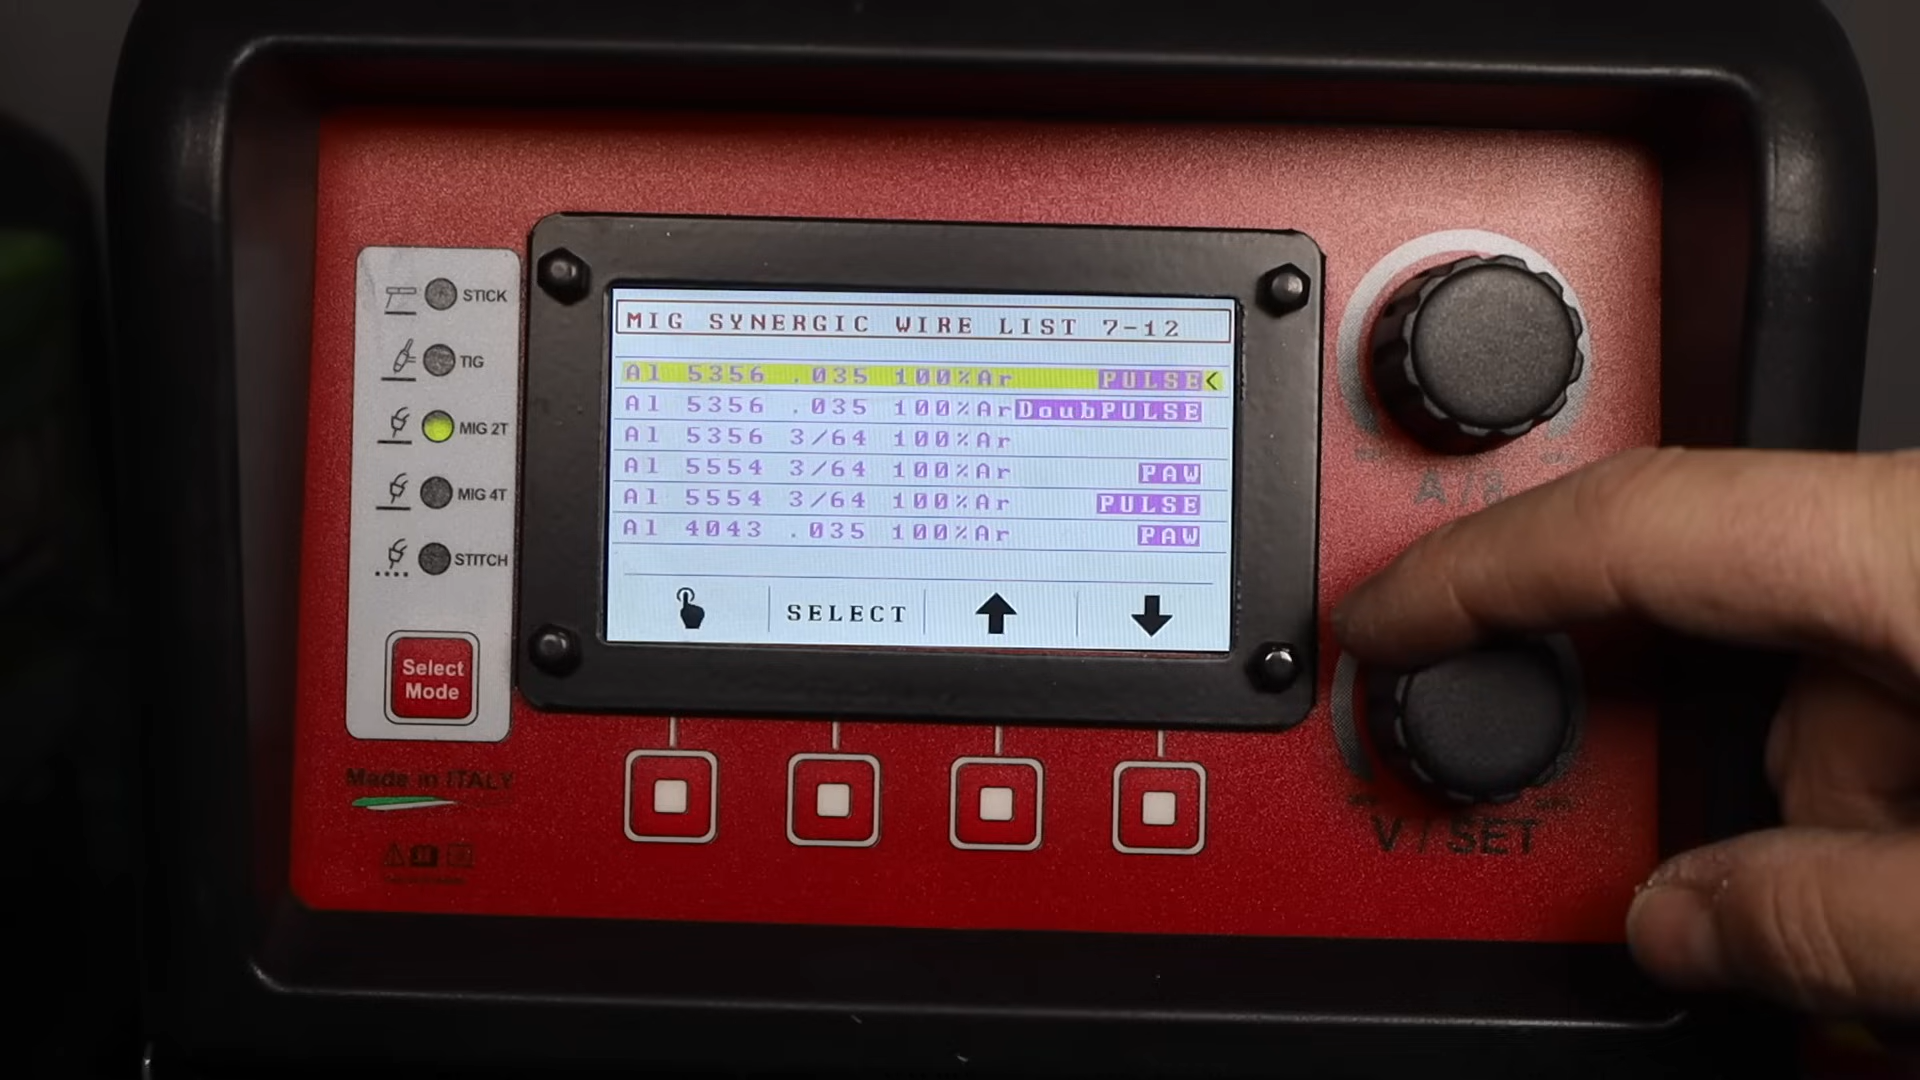 STICK
TIG
MIG 2T
MIG 4T
STITCH
Select
Mode
Made in ITALY
MIG SYNERGIC WIRE LIST 7-12
Al 5356 .035 100%Ar PULSE<
Al 5356 .035 100%Ar DoubPULSE
Al 5356 3/64 100%Ar
Al 5554 3/64 100%Ar PAW
Al 5554 3/64 100%Ar PULSE
Al 4043 .035 100%Ar PAW
SELECT
V / SET